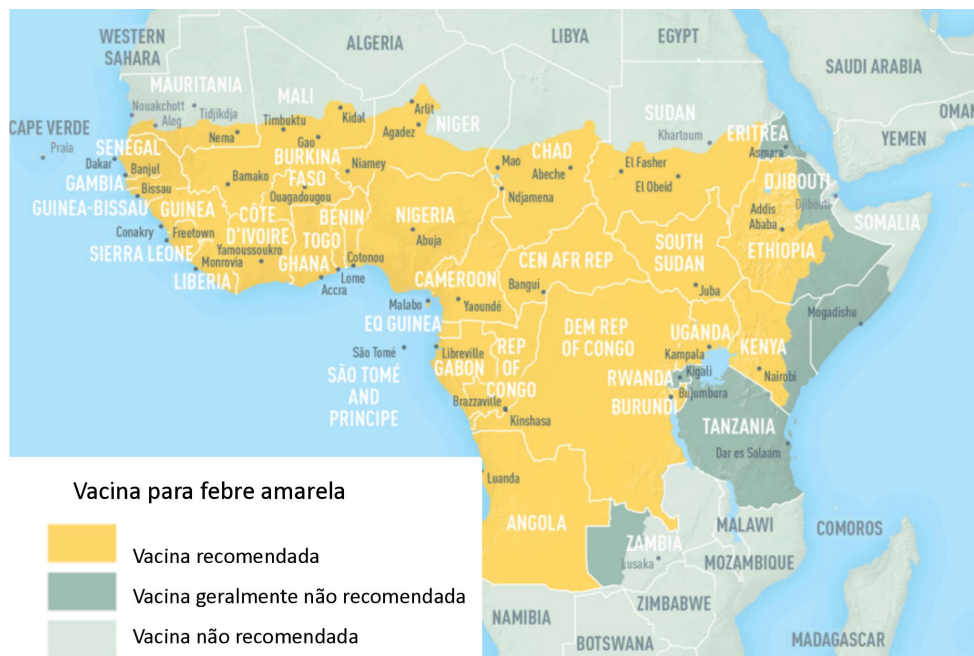 WESTERN
SAHARA
ALGERIA
LIBYA
EGYPT
SAUDI ARABIA
OMAN
YEMEN
MAURITANIA
Nouakchott
Tidjikdja
Aleg
Nema
MALI
Timbuktu
Kidal
Gao
Arlit
Agadez
NIGER
Niamey
CAPE VERDE
Praia
SENEGAL
Dakar
Banjul
GAMBIA
Bissau
GUINEA-BISSAU
Bamako
BURKINA
FASO
Ouagadougou
GUINEA
Conakry
Freetown
SIERRA LEONE
Monrovia
LIBERIA
CÔTE
D'IVOIRE
Yamoussoukro
GHANA
Accra
TOGO
Lome
BENIN
Cotonou
NIGERIA
Abuja
CHAD
Mao
Abeche
Ndjamena
SUDAN
Khartoum
El Fasher
El Obeid
ERITREA
Asmara
DJIBOUTI
Djibouti
SOMALIA
Addis
Ababa
ETHIOPIA
Mogadishu
SOUTH
SUDAN
Juba
CEN AFR REP
Bangui
CAMEROON
Yaoundé
Malabo
EQ GUINEA
São Tomé
SÃO TOMÉ
AND
PRINCIPE
Libreville
GABON
REP
OF
CONGO
Brazzaville
DEM REP
OF CONGO
Kinshasa
UGANDA
Kampala
KENYA
Nairobi
RWANDA
Kigali
Bujumbura
BURUNDI
TANZANIA
Dar es Salaam
Luanda
ANGOLA
ZAMBIA
Lusaka
MALAWI
COMOROS
MOZAMBIQUE
ZIMBABWE
NAMIBIA
BOTSWANA
MADAGASCAR
Vacina para febre amarela
Vacina recomendada
Vacina geralmente não recomendada
Vacina não recomendada